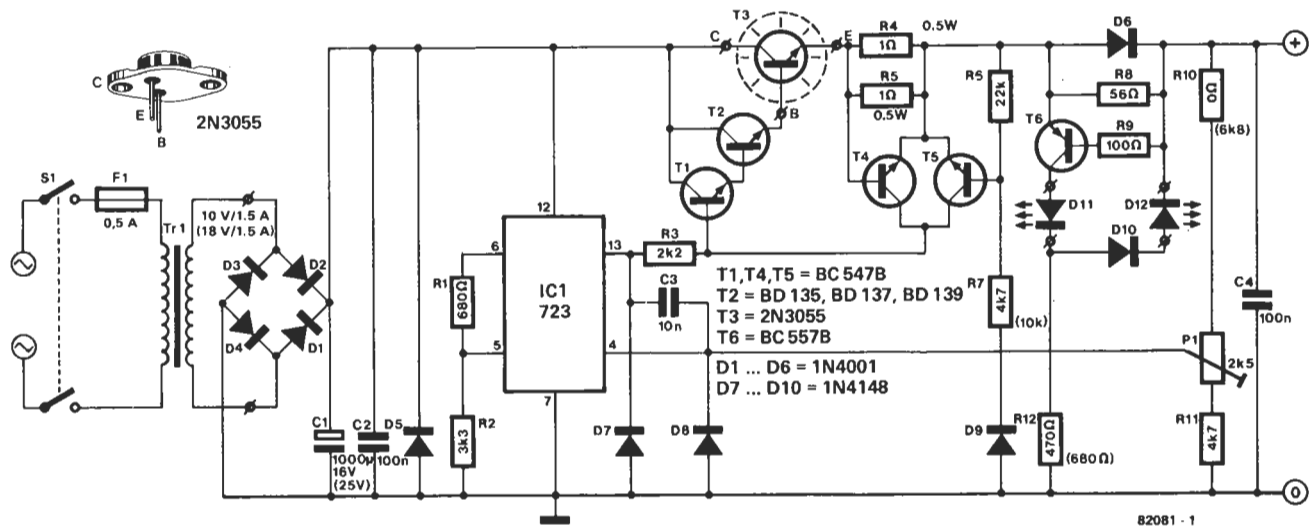 C
E
B
2N3055
S1
F1
0,5 A
Tr1
10 V/1.5 A
(18 V/1.5 A)
D3
D2
D4
D1
C1
1000µ
16V
(25V)
C2
100n
D5
R1
680Ω
R2
3k3
12
6
13
5
4
7
IC1
723
R3
2k2
C3
10n
D7
D8
T1
T2
T3
C
E
B
R4
0.5W
1Ω
R5
1Ω
0.5W
T4
T5
R6
22k
R7
4k7
(10k)
D9
T1, T4, T5 = BC 547B
T2 = BD 135, BD 137, BD 139
T3 = 2N3055
T6 = BC 557B
D1 ... D6 = 1N4001
D7 ... D10 = 1N4148
D6
R8
56Ω
R9
100Ω
T6
D11
D12
D10
R12
470Ω
(680Ω)
R10
0Ω
(6k8)
P1
2k5
R11
4k7
C4
100n
+
0
82081 - 1